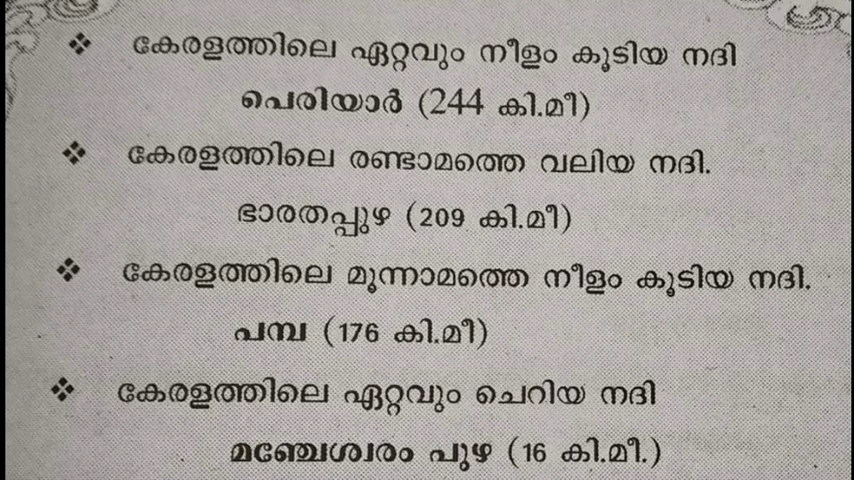 ❖ കേരളത്തിലെ ഏറ്റവും നീളം കൂടിയ നദി
പെരിയാർ (244 കി.മീ)
❖ കേരളത്തിലെ രണ്ടാമത്തെ വലിയ നദി.
ഭാരതപ്പുഴ (209 കി.മീ)
❖ കേരളത്തിലെ മൂന്നാമത്തെ നീളം കൂടിയ നദി.
പമ്പ (176 കി.മീ)
❖ കേരളത്തിലെ ഏറ്റവും ചെറിയ നദി
മഞ്ചേശ്വരം പുഴ (16 കി.മീ.)